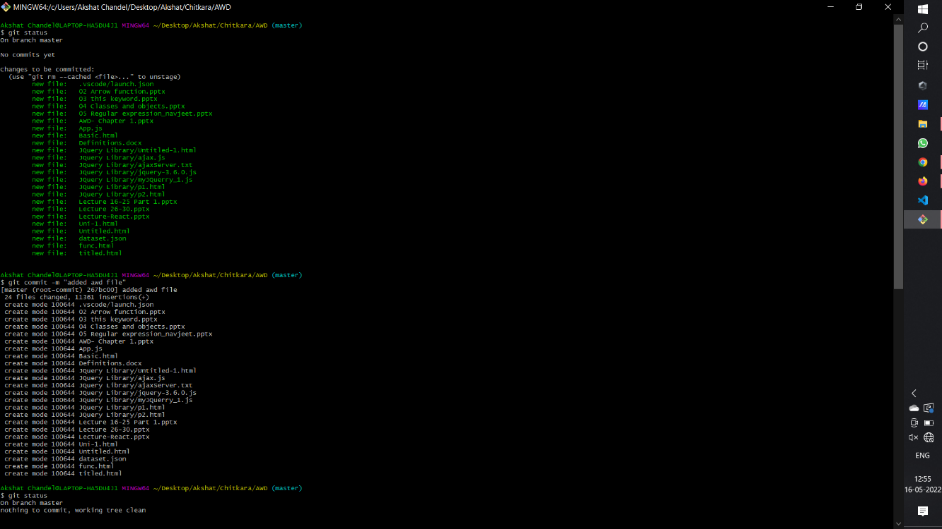 MINGW64:/c/Users/Akshat Chandel/Desktop/Akshat/Chitkara/AWD
Akshat Chandel@LAPTOP-HA5DU4J1 MINGW64 ~/Desktop/Akshat/Chitkara/AWD (master)
$ git status
On branch master
No commits yet
Changes to be committed:
(use "git rm --cached <file>..." to unstage)
new file: .vscode/launch.json
new file: 02 Arrow function.pptx
new file: 03 this keyword.pptx
new file: 04 Classes and objects.pptx
new file: 05 Regular expression_navjeet.pptx
new file: AWD- Chapter 1.pptx
new file: App.js
new file: Basic.html
new file: Definitions.docx
new file: JQuery Library/Untitled-1.html
new file: JQuery Library/ajax.js
new file: JQuery Library/ajaxServer.txt
new file: JQuery Library/jquery-3.6.0.js
new file: JQuery Library/myJQuerry_1.js
new file: JQuery Library/p1.html
new file: JQuery Library/p2.html
new file: Lecture 16-25 Part 1.pptx
new file: Lecture 26-30.pptx
new file: Lecture-React.pptx
new file: Uni-1.html
new file: Untitled.html
new file: dataset.json
new file: func.html
new file: titled.html
Akshat Chandel@LAPTOP-HA5DU4J1 MINGW64 ~/Desktop/Akshat/Chitkara/AWD (master)
$ git commit -m "added awd file"
[master (root-commit) 267bc00] added awd file
24 files changed, 11361 insertions(+)
create mode 100644 .vscode/launch.json
create mode 100644 02 Arrow function.pptx
create mode 100644 03 this keyword.pptx
create mode 100644 04 Classes and objects.pptx
create mode 100644 05 Regular expression_navjeet.pptx
create mode 100644 AWD- Chapter 1.pptx
create mode 100644 App.js
create mode 100644 Basic.html
create mode 100644 Definitions.docx
create mode 100644 JQuery Library/Untitled-1.html
create mode 100644 JQuery Library/ajax.js
create mode 100644 JQuery Library/ajaxServer.txt
create mode 100644 JQuery Library/jquery-3.6.0.js
create mode 100644 JQuery Library/myJQuerry_1.js
create mode 100644 JQuery Library/p1.html
create mode 100644 JQuery Library/p2.html
create mode 100644 Lecture 16-25 Part 1.pptx
create mode 100644 Lecture 26-30.pptx
create mode 100644 Lecture-React.pptx
create mode 100644 Uni-1.html
create mode 100644 Untitled.html
create mode 100644 dataset.json
create mode 100644 func.html
create mode 100644 titled.html
Akshat Chandel@LAPTOP-HA5DU4J1 MINGW64 ~/Desktop/Akshat/Chitkara/AWD (master)
$ git status
On branch master
nothing to commit, working tree clean
ENG
12:55
16-05-2022